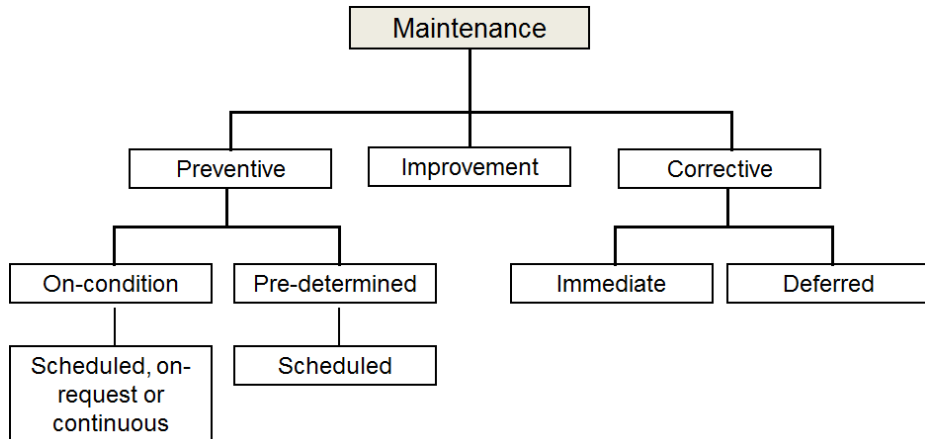 Maintenance
Preventive
Improvement
Corrective
On-condition
Pre-determined
Immediate
Deferred
Scheduled, on-
request or
continuous
Scheduled